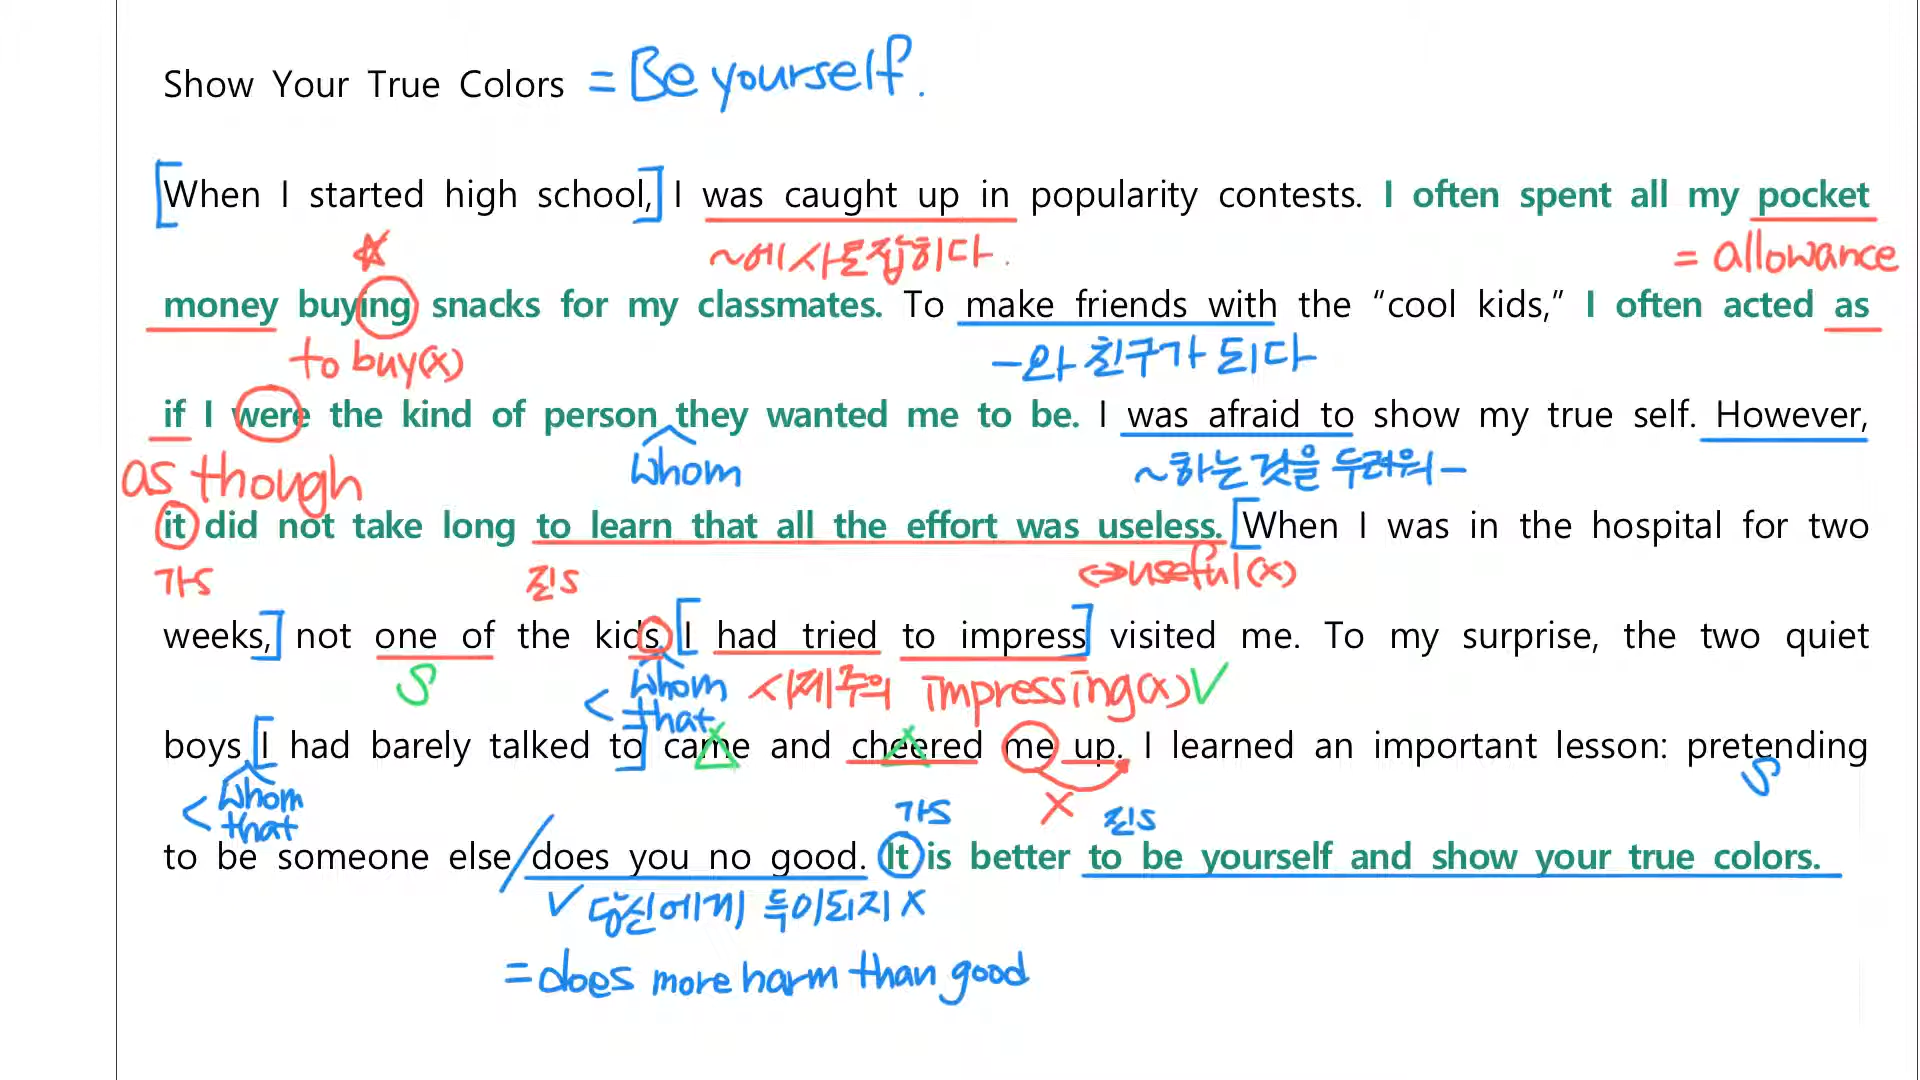 Show Your True Colors = Be yourself.
When I started high school, I was caught up in popularity contests. I often spent all my pocket
~에 사로잡히다. = allowance
money buying snacks for my classmates. To make friends with the “cool kids,” I often acted as
to buy(x) -와 친구가 되다
if I were the kind of person they wanted me to be. I was afraid to show my true self. However,
as though whom ~하는 것을 두려워-
it did not take long to learn that all the effort was useless. When I was in the hospital for two
가S 진S ↔useful(x)
weeks, not one of the kids I had tried to impress visited me. To my surprise, the two quiet
S < whom 시제주의 impressing(x) V
that
boys I had barely talked to came and cheered me up. I learned an important lesson: pretending
< whom X S
that 가S 진S
to be someone else / does you no good. It is better to be yourself and show your true colors.
V 당신에게 득이되지 X
= does more harm than good